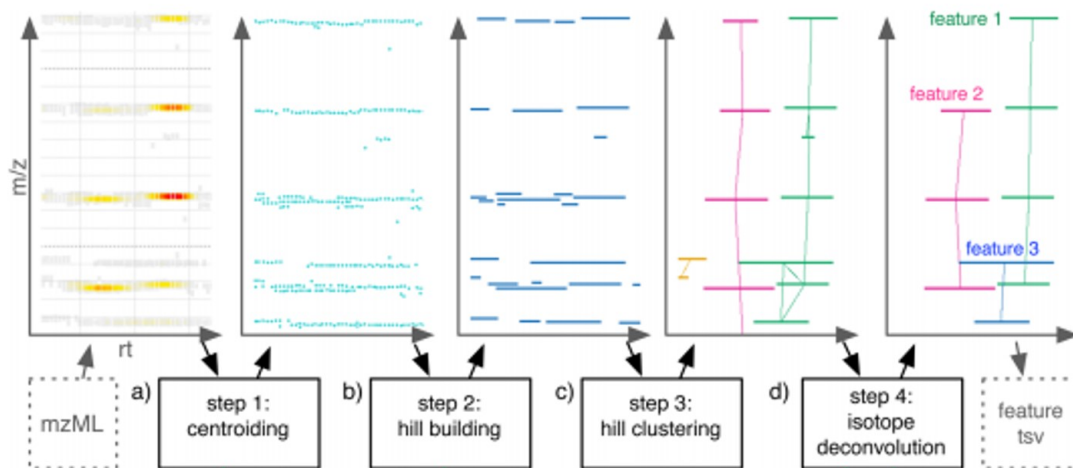 feature 1
feature 2
feature 3
m/z
rt
mzML
a)
step 1:
centroiding
b)
step 2:
hill building
c)
step 3:
hill clustering
d)
step 4:
isotope
deconvolution
feature
tsv